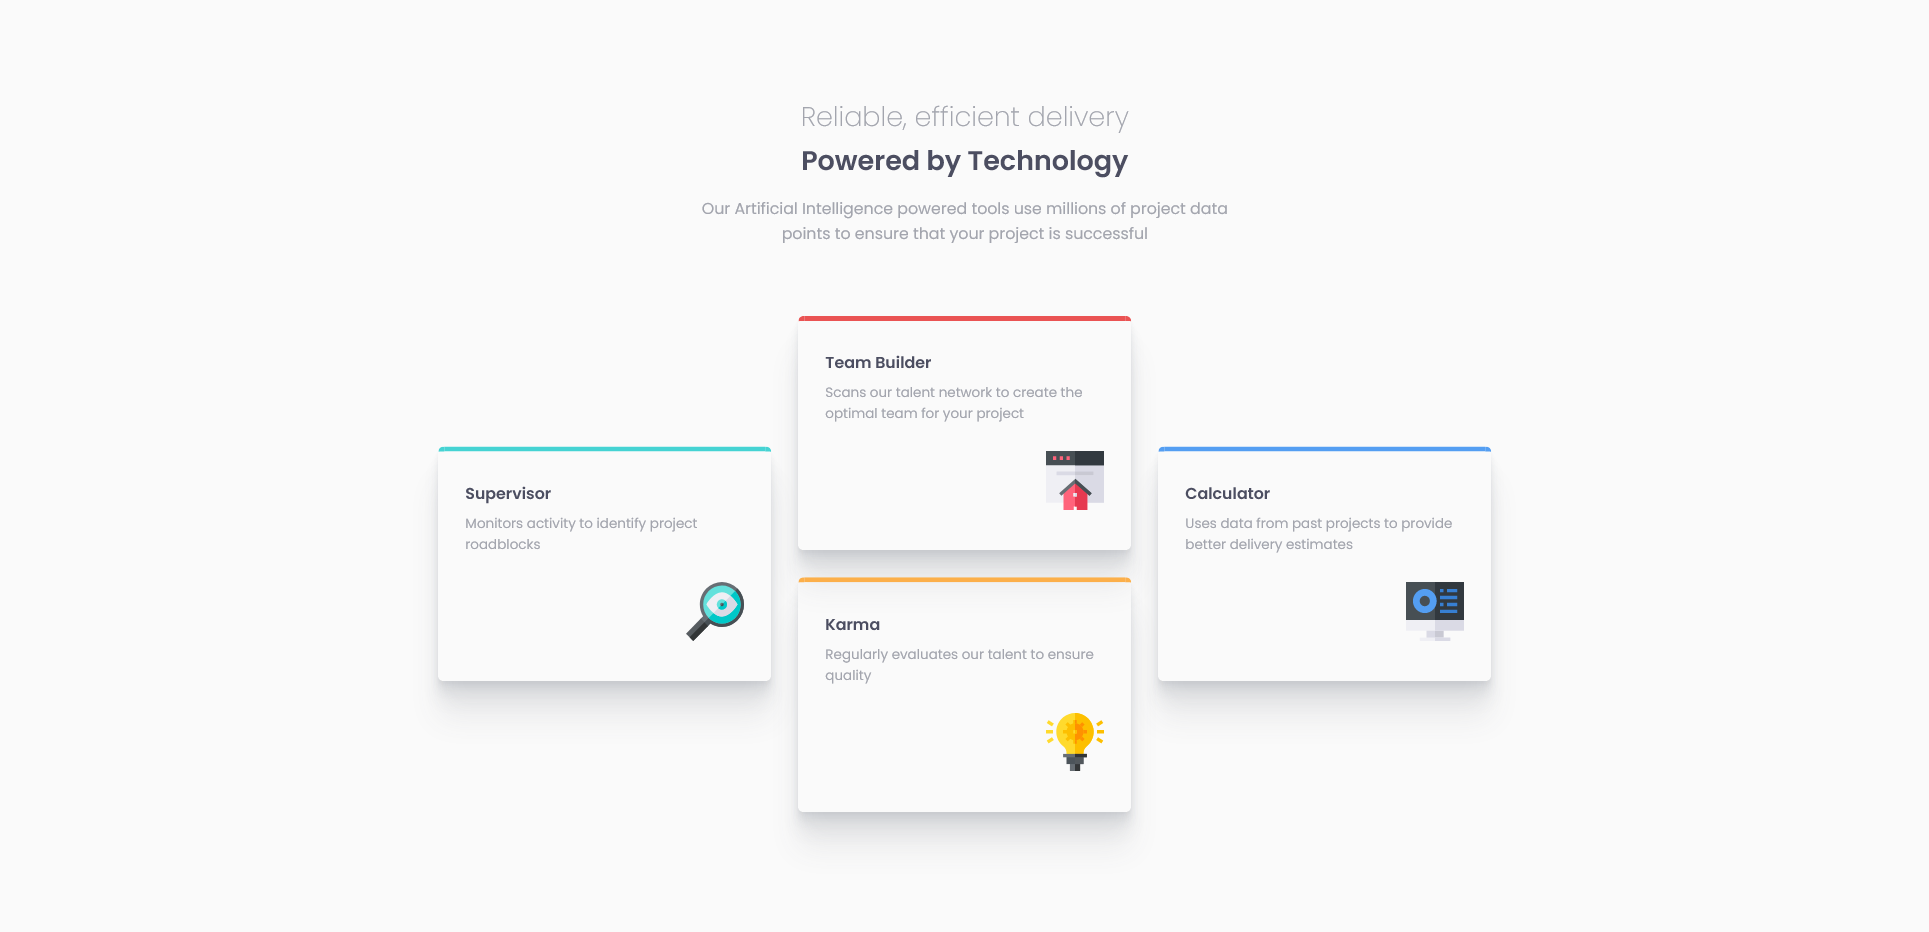 Reliable, efficient delivery
Powered by Technology
Our Artificial Intelligence powered tools use millions of project data
points to ensure that your project is successful
Team Builder
Scans our talent network to create the
optimal team for your project
Supervisor
Monitors activity to identify project
roadblocks
Calculator
Uses data from past projects to provide
better delivery estimates
Karma
Regularly evaluates our talent to ensure
quality